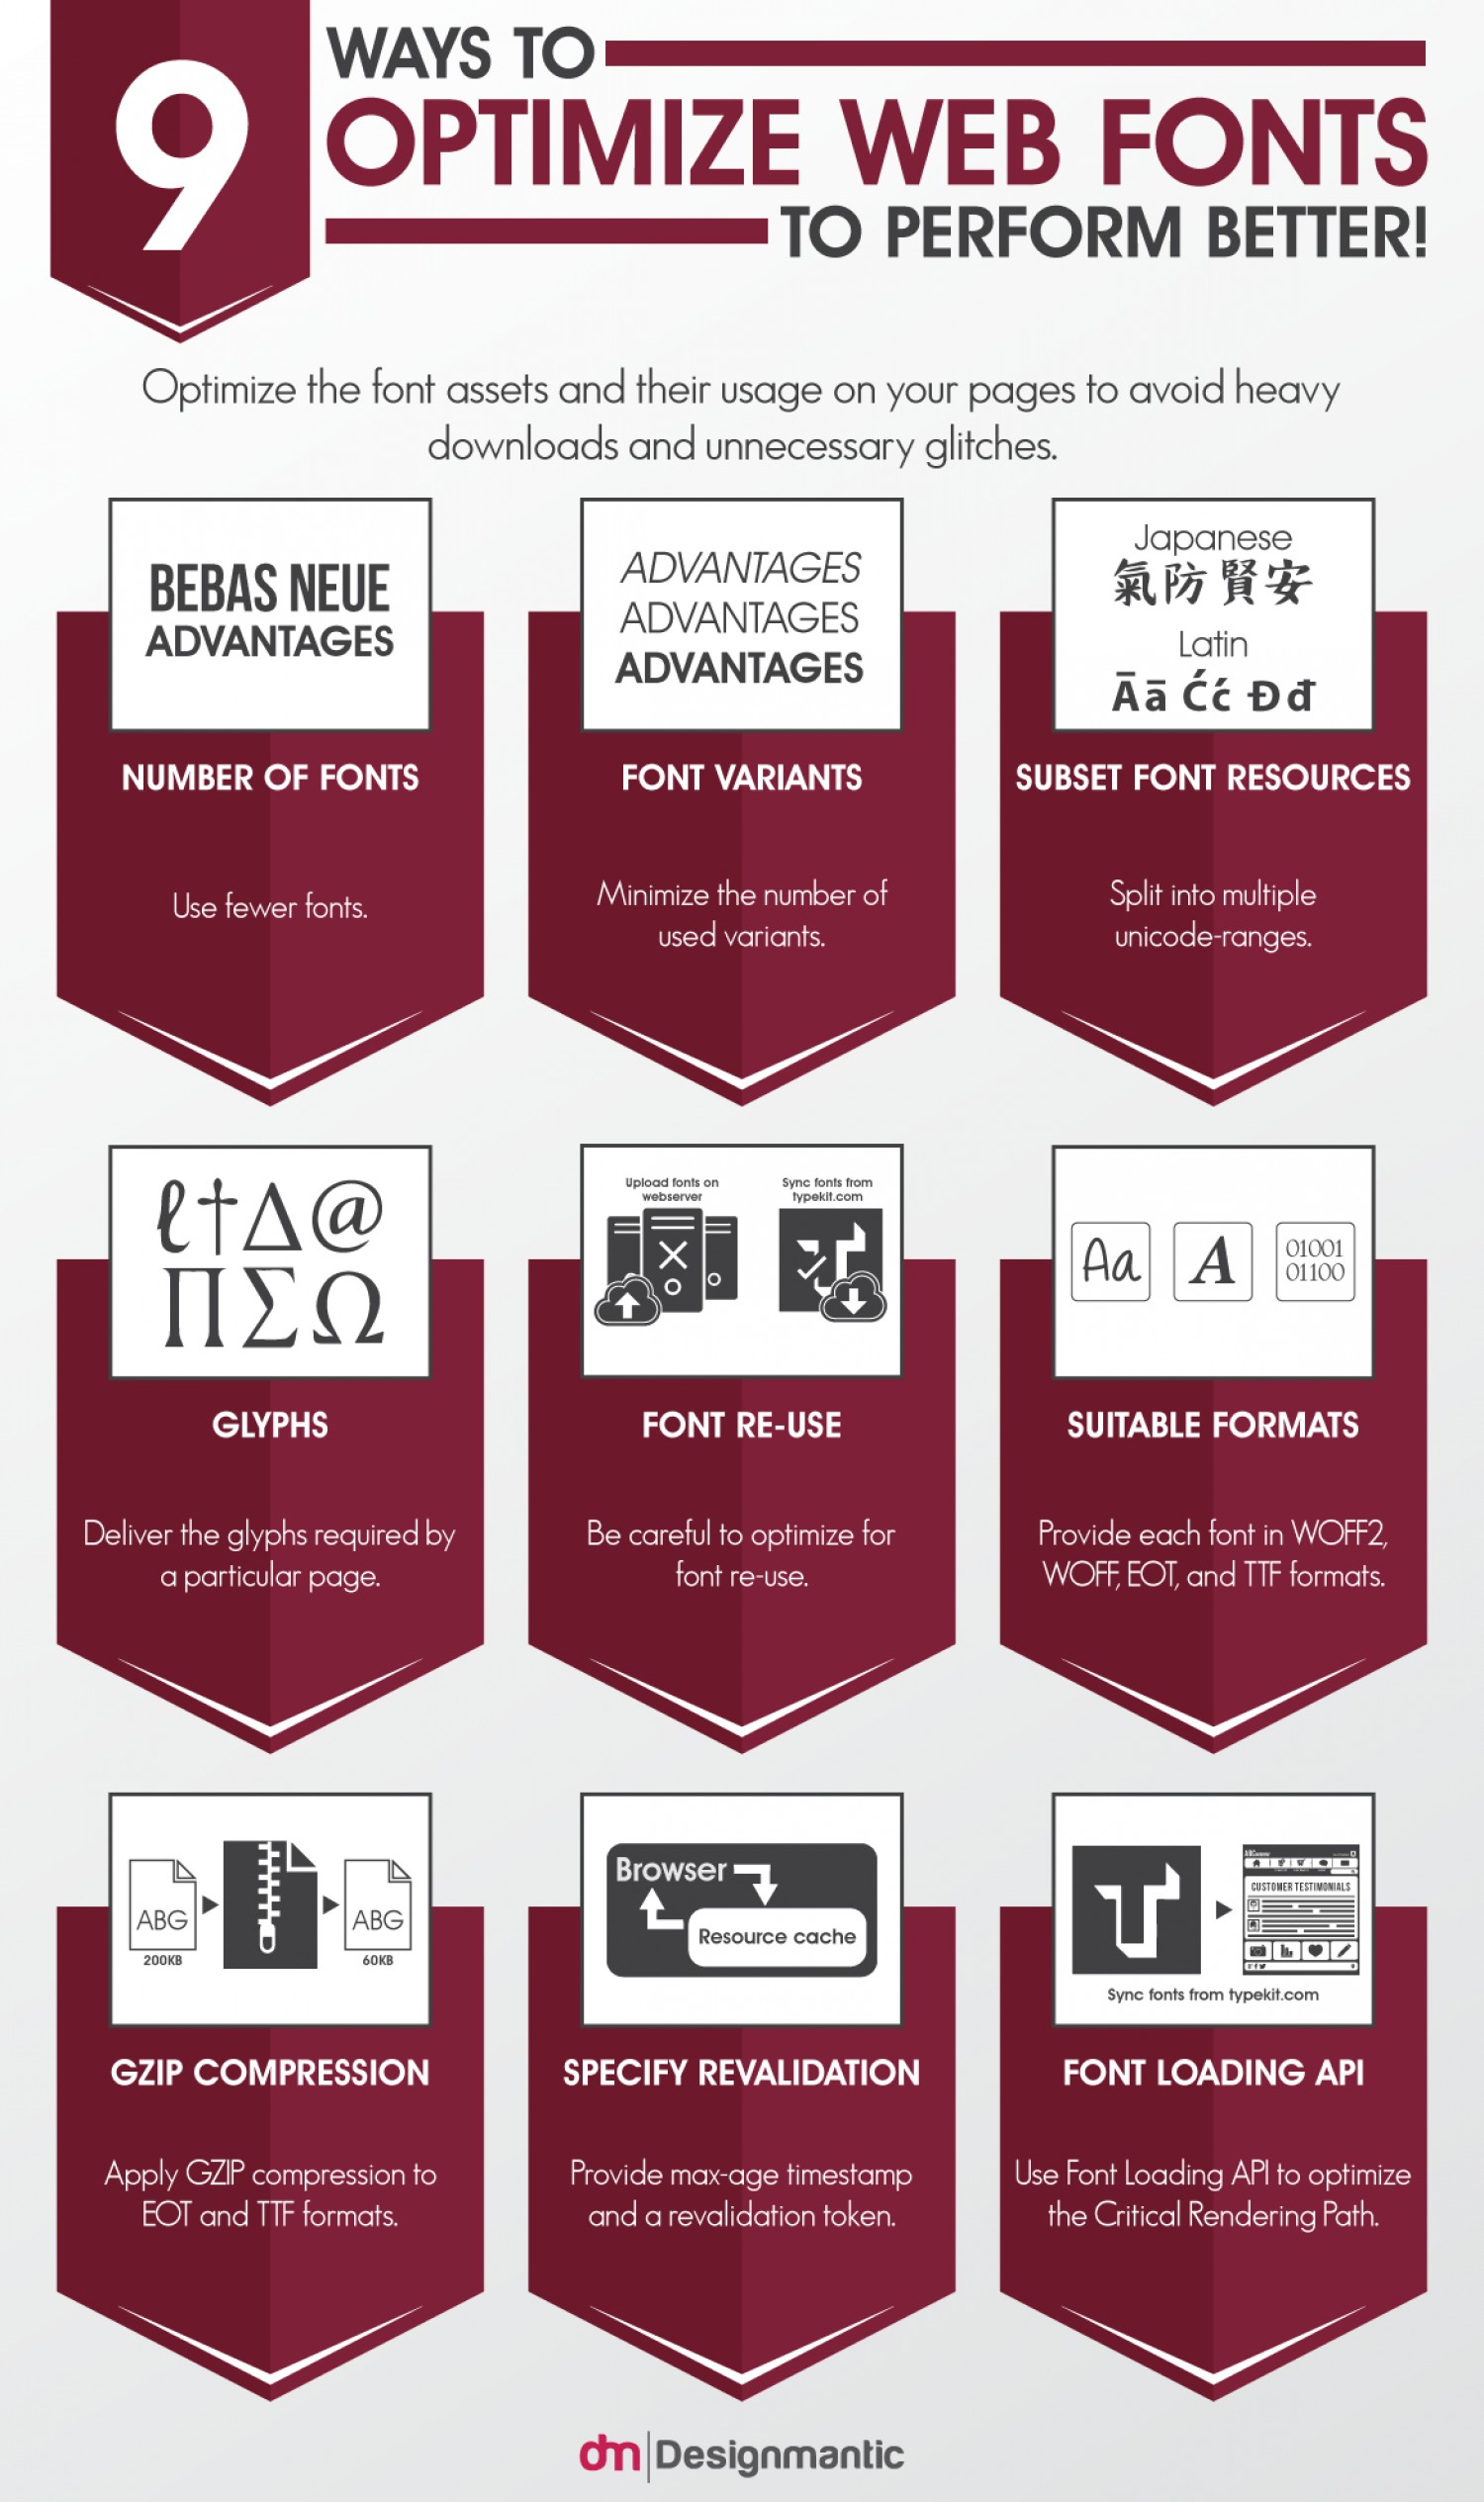 9
WAYS TO
OPTIMIZE WEB FONTS
TO PERFORM BETTER!
Optimize the font assets and their usage on your pages to avoid heavy
downloads and unnecessary glitches.
BEBAS NEUE
ADVANTAGES
NUMBER OF FONTS
Use fewer fonts.
ADVANTAGES
ADVANTAGES
ADVANTAGES
FONT VARIANTS
Minimize the number of
used variants.
Japanese
氣防賢安
Latin
Āā Ćć Đđ
SUBSET FONT RESOURCES
Split into multiple
unicode-ranges.
ℓ†Δ@
ΠΣΩ
GLYPHS
Deliver the glyphs required by
a particular page.
Upload fonts on
webserver
Sync fonts from
typekit.com
FONT RE-USE
Be careful to optimize for
font re-use.
Aa
A
01001
01100
SUITABLE FORMATS
Provide each font in WOFF2,
WOFF, EOT, and TTF formats.
ABG
200KB
ABG
60KB
GZIP COMPRESSION
Apply GZIP compression to
EOT and TTF formats.
Browser
Resource cache
SPECIFY REVALIDATION
Provide max-age timestamp
and a revalidation token.
CUSTOMER TESTIMONIALS
Sync fonts from typekit.com
FONT LOADING API
Use Font Loading API to optimize
the Critical Rendering Path.
dm Designmantic